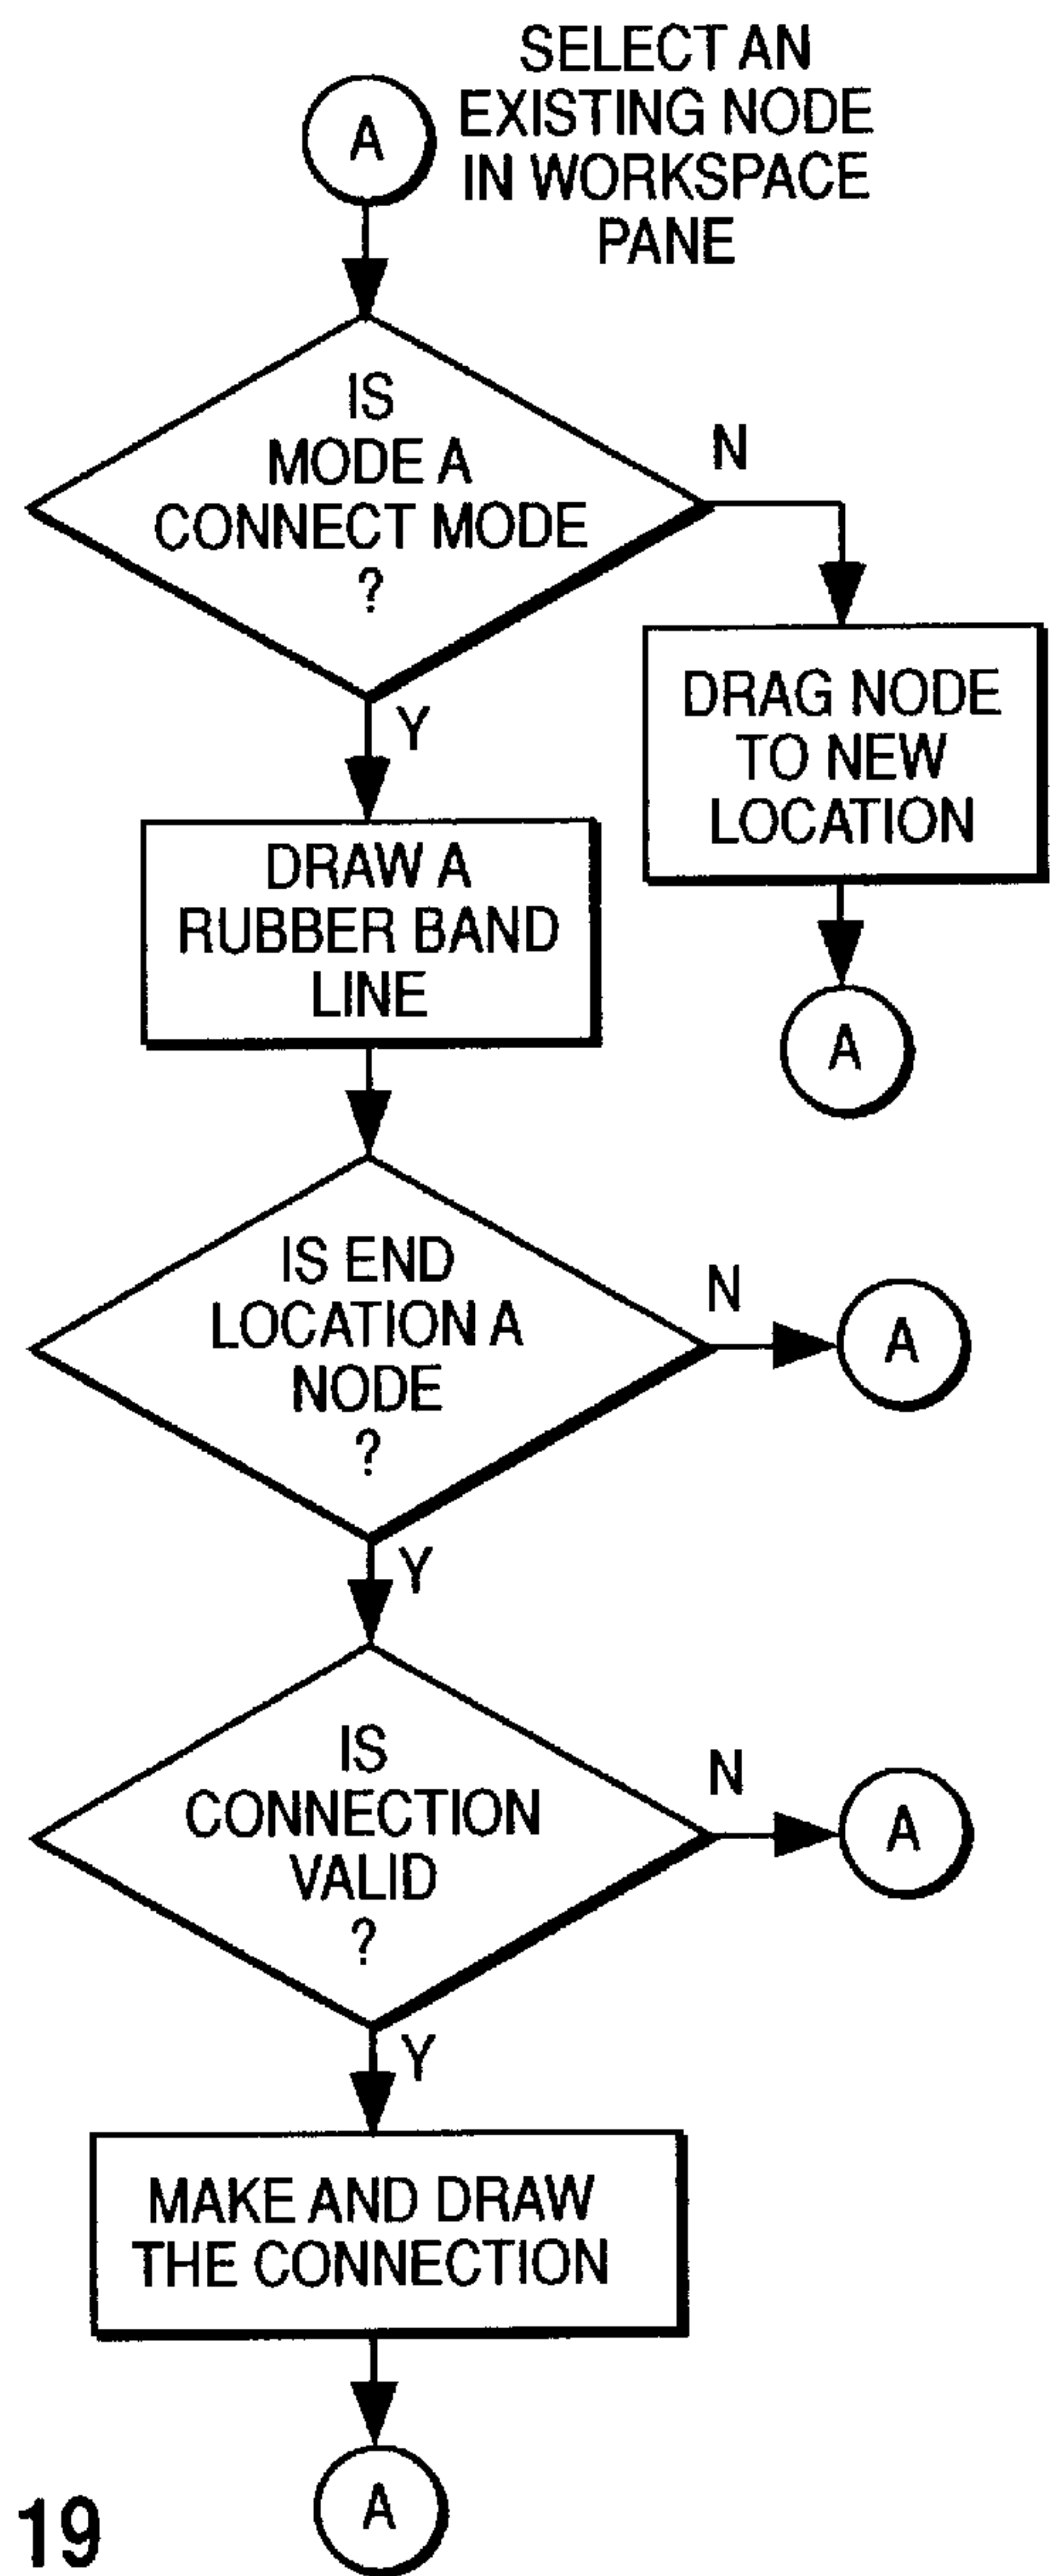 SELECT AN
EXISTING NODE
IN WORKSPACE
PANE
A
IS
MODE A
CONNECT MODE
?
N
Y
DRAG NODE
TO NEW
LOCATION
A
DRAW A
RUBBER BAND
LINE
IS END
LOCATION A
NODE
?
N
A
Y
IS
CONNECTION
VALID
?
N
A
Y
MAKE AND DRAW
THE CONNECTION
A
19